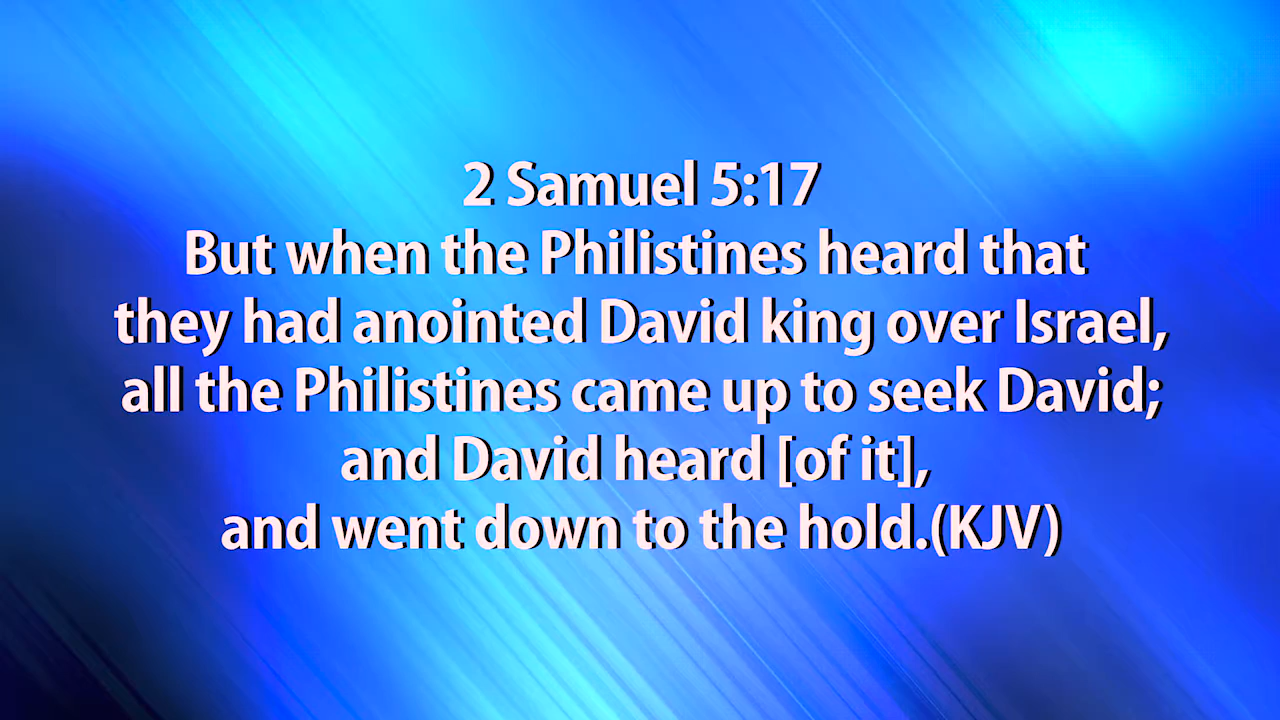 2 Samuel 5:17
But when the Philistines heard that
they had anointed David king over Israel,
all the Philistines came up to seek David;
and David heard [of it],
and went down to the hold.(KJV)